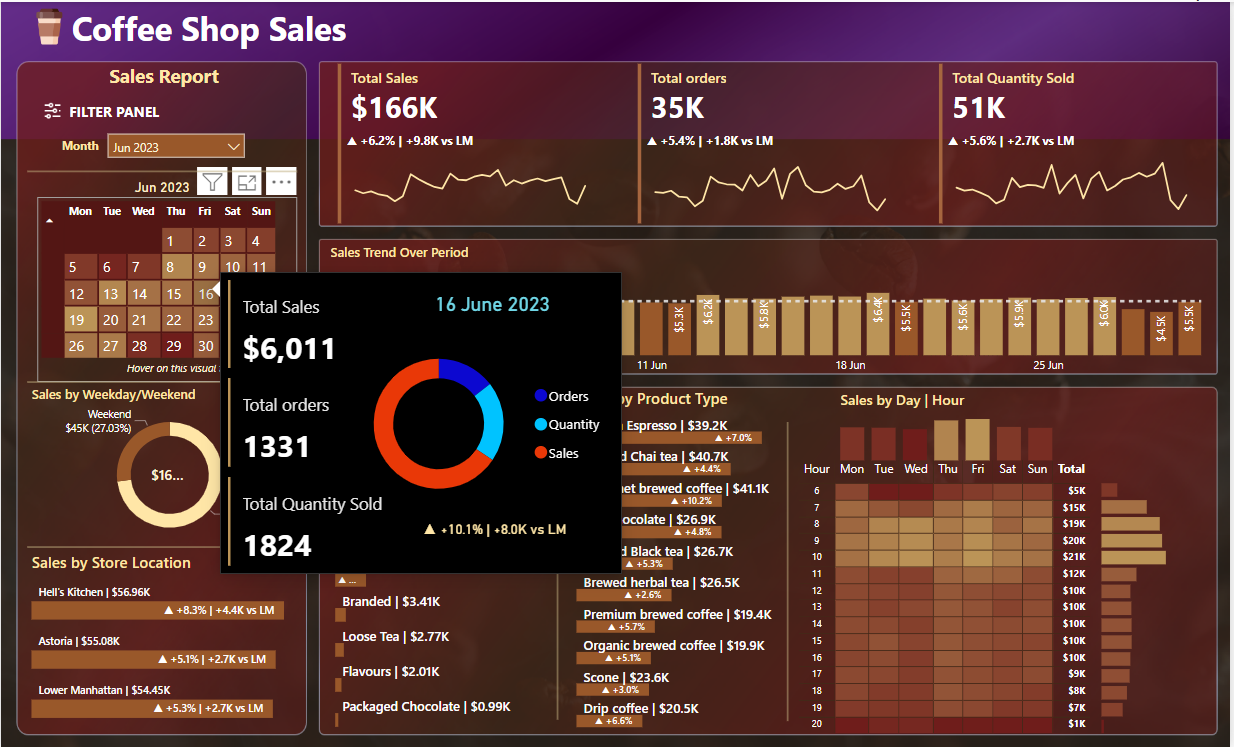 Coffee Shop Sales
Sales Report
FILTER PANEL
Month
Jun 2023
Jun 2023
Mon Tue Wed Thu Fri Sat Sun
1 2 3 4
5 6 7 8 9 10 11
12 13 14 15 16
19 20 21 22 23
26 27 28 29 30
Hover on this visual
Sales by Weekday/Weekend
Weekend
$45K (27.03%)
$16...
Sales by Store Location
Hell's Kitchen | $56.96K
▲ +8.3% | +4.4K vs LM
Astoria | $55.08K
▲ +5.1% | +2.7K vs LM
Lower Manhattan | $54.45K
▲ +5.3% | +2.7K vs LM
Total Sales
$166K
▲ +6.2% | +9.8K vs LM
Total orders
35K
▲ +5.4% | +1.8K vs LM
Total Quantity Sold
51K
▲ +5.6% | +2.7K vs LM
Sales Trend Over Period
$5.3K $6.2K $5.8K $6.4K $5.5K $5.6K $5.9K $6.0K $4.5K $5.5K
11 Jun 18 Jun 25 Jun
Total Sales
16 June 2023
$6,011
Total orders
1331
Total Quantity Sold
1824
Orders
Quantity
Sales
▲ +10.1% | +8.0K vs LM
▲ ...
Branded | $3.41K
Loose Tea | $2.77K
Flavours | $2.01K
Packaged Chocolate | $0.99K
by Product Type
Espresso | $39.2K
▲ +7.0%
Chai tea | $40.7K
▲ +4.4%
brewed coffee | $41.1K
▲ +10.2%
| $26.9K
▲ +4.8%
Black tea | $26.7K
▲ +5.3%
Brewed herbal tea | $26.5K
▲ +2.6%
Premium brewed coffee | $19.4K
▲ +5.7%
Organic brewed coffee | $19.9K
▲ +5.1%
Scone | $23.6K
▲ +3.0%
Drip coffee | $20.5K
▲ +6.6%
Sales by Day | Hour
Hour Mon Tue Wed Thu Fri Sat Sun Total
6 $5K
7 $15K
8 $19K
9 $20K
10 $21K
11 $12K
12 $10K
13 $10K
14 $10K
15 $10K
16 $10K
17 $9K
18 $8K
19 $7K
20 $1K